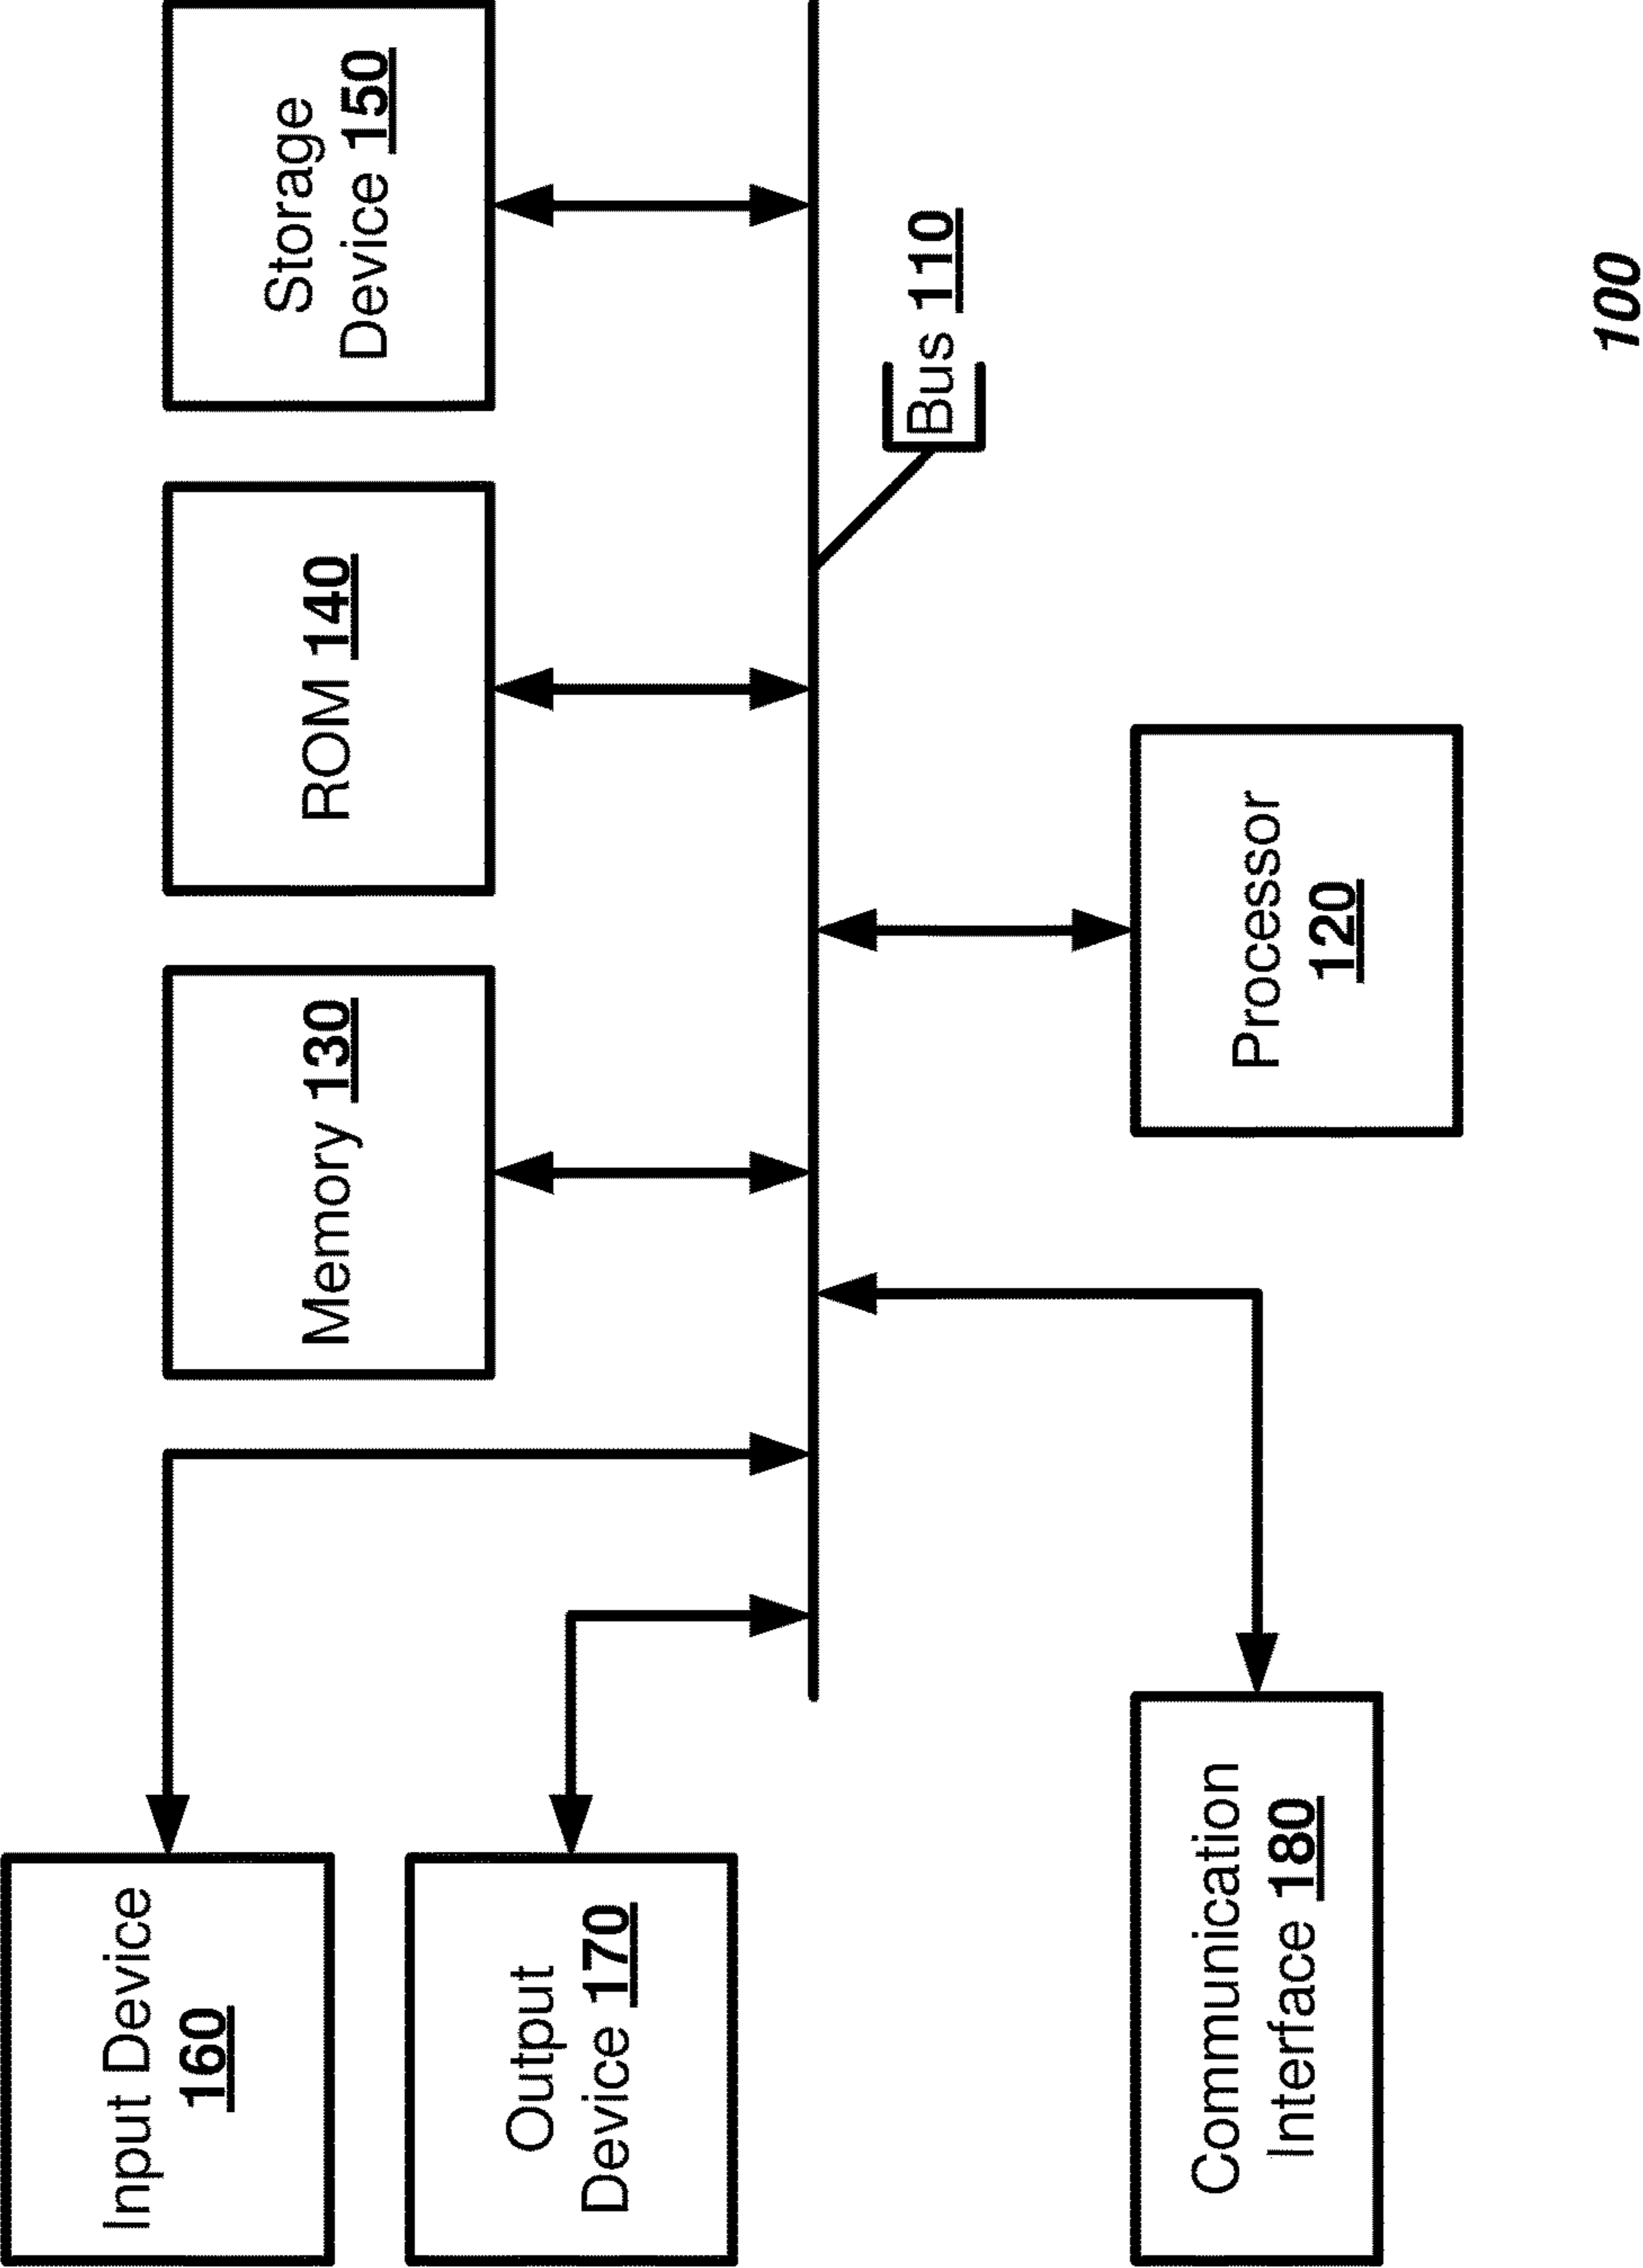 Input Device
160
Memory 130
ROM 140
Storage
Device 150
Output
Device 170
Bus 110
Communication
Interface 180
Processor
120
100